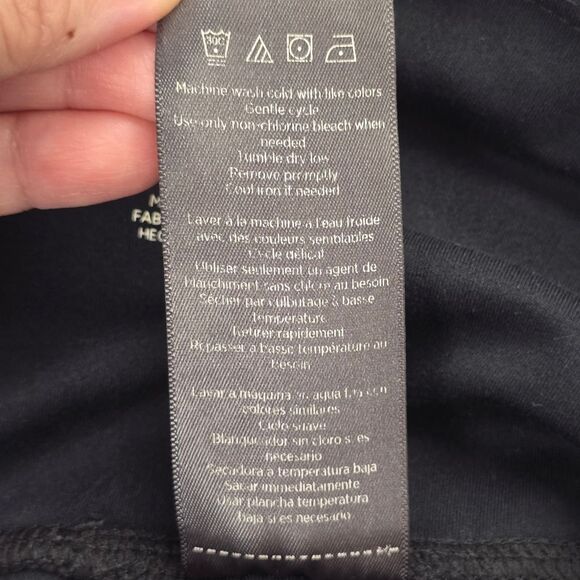 30C
Machine wash cold with like colors
Gentle cycle
Use only non-chlorine bleach when
needed
Tumble dry low
Remove promptly
Cool iron if needed
Laver à la machine à l'eau froide
avec des couleurs semblables
Cycle délicat
Utiliser seulement un agent de
blanchiment sans chlore au besoin
Sécher par culbutage à basse
température
Retirer rapidement
Repasser à basse température au
besoin
Lavar a máquina en agua fría con
colores similares
Ciclo suave
Blanqueador sin cloro si es
necesario
Secadora a temperatura baja
Sacar immediatamente
Usar plancha temperatura
baja si es necesario
M
FAB
HEC